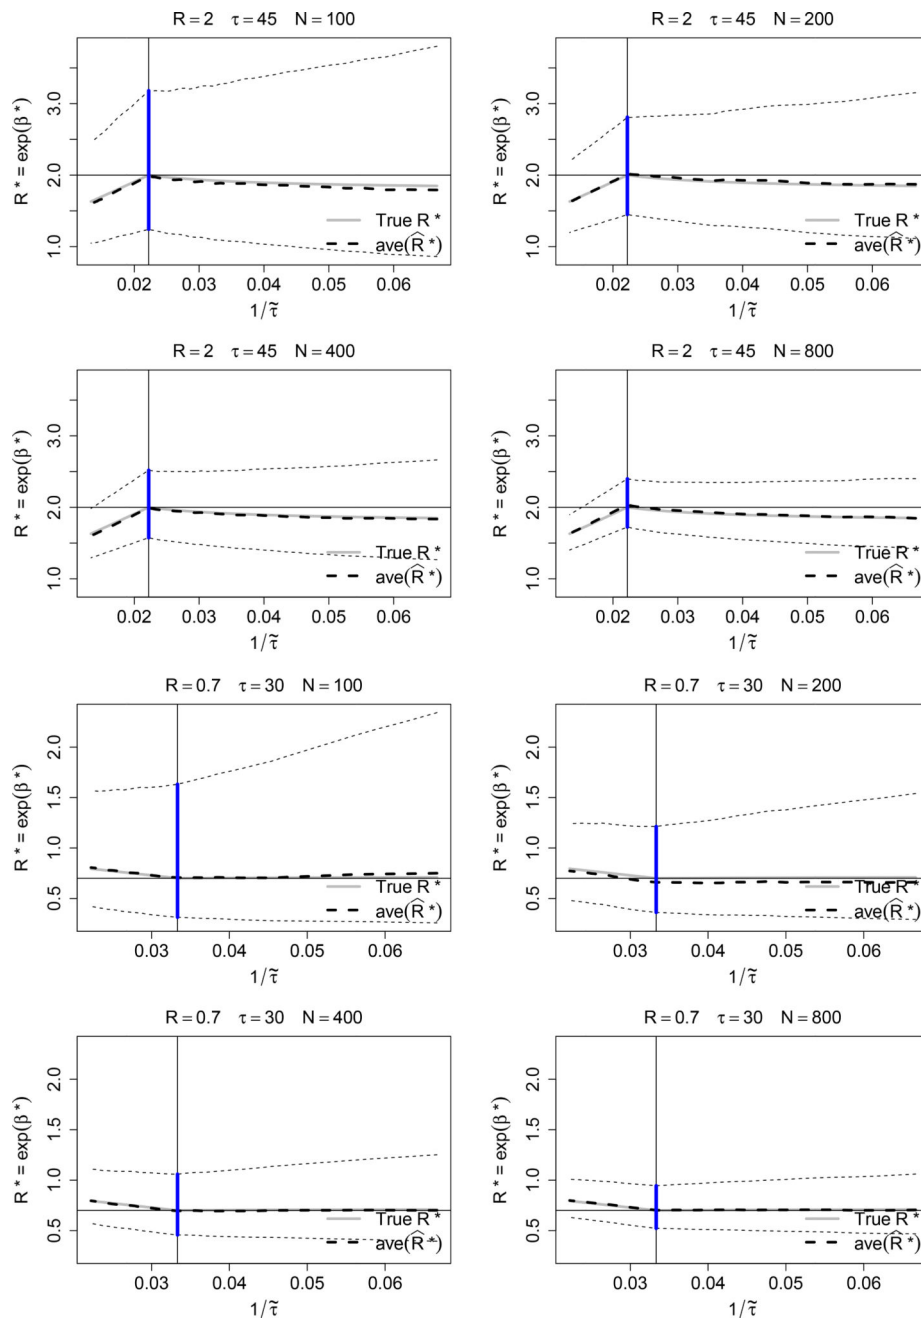 R = 2 τ = 45 N = 100
R* = exp(β*)
1.0 2.0 3.0
True R*
ave(R̂*)
0.02 0.03 0.04 0.05 0.06
1/τ̃
R = 2 τ = 45 N = 200
R* = exp(β*)
1.0 2.0 3.0
True R*
ave(R̂*)
0.02 0.03 0.04 0.05 0.06
1/τ̃
R = 2 τ = 45 N = 400
R* = exp(β*)
1.0 2.0 3.0
True R*
ave(R̂*)
0.02 0.03 0.04 0.05 0.06
1/τ̃
R = 2 τ = 45 N = 800
R* = exp(β*)
1.0 2.0 3.0
True R*
ave(R̂*)
0.02 0.03 0.04 0.05 0.06
1/τ̃
R = 0.7 τ = 30 N = 100
R* = exp(β*)
0.5 1.0 1.5 2.0
True R*
ave(R̂*)
0.03 0.04 0.05 0.06
1/τ̃
R = 0.7 τ = 30 N = 200
R* = exp(β*)
0.5 1.0 1.5 2.0
True R*
ave(R̂*)
0.03 0.04 0.05 0.06
1/τ̃
R = 0.7 τ = 30 N = 400
R* = exp(β*)
0.5 1.0 1.5 2.0
True R*
ave(R̂*)
0.03 0.04 0.05 0.06
1/τ̃
R = 0.7 τ = 30 N = 800
R* = exp(β*)
0.5 1.0 1.5 2.0
True R*
ave(R̂*)
0.03 0.04 0.05 0.06
1/τ̃